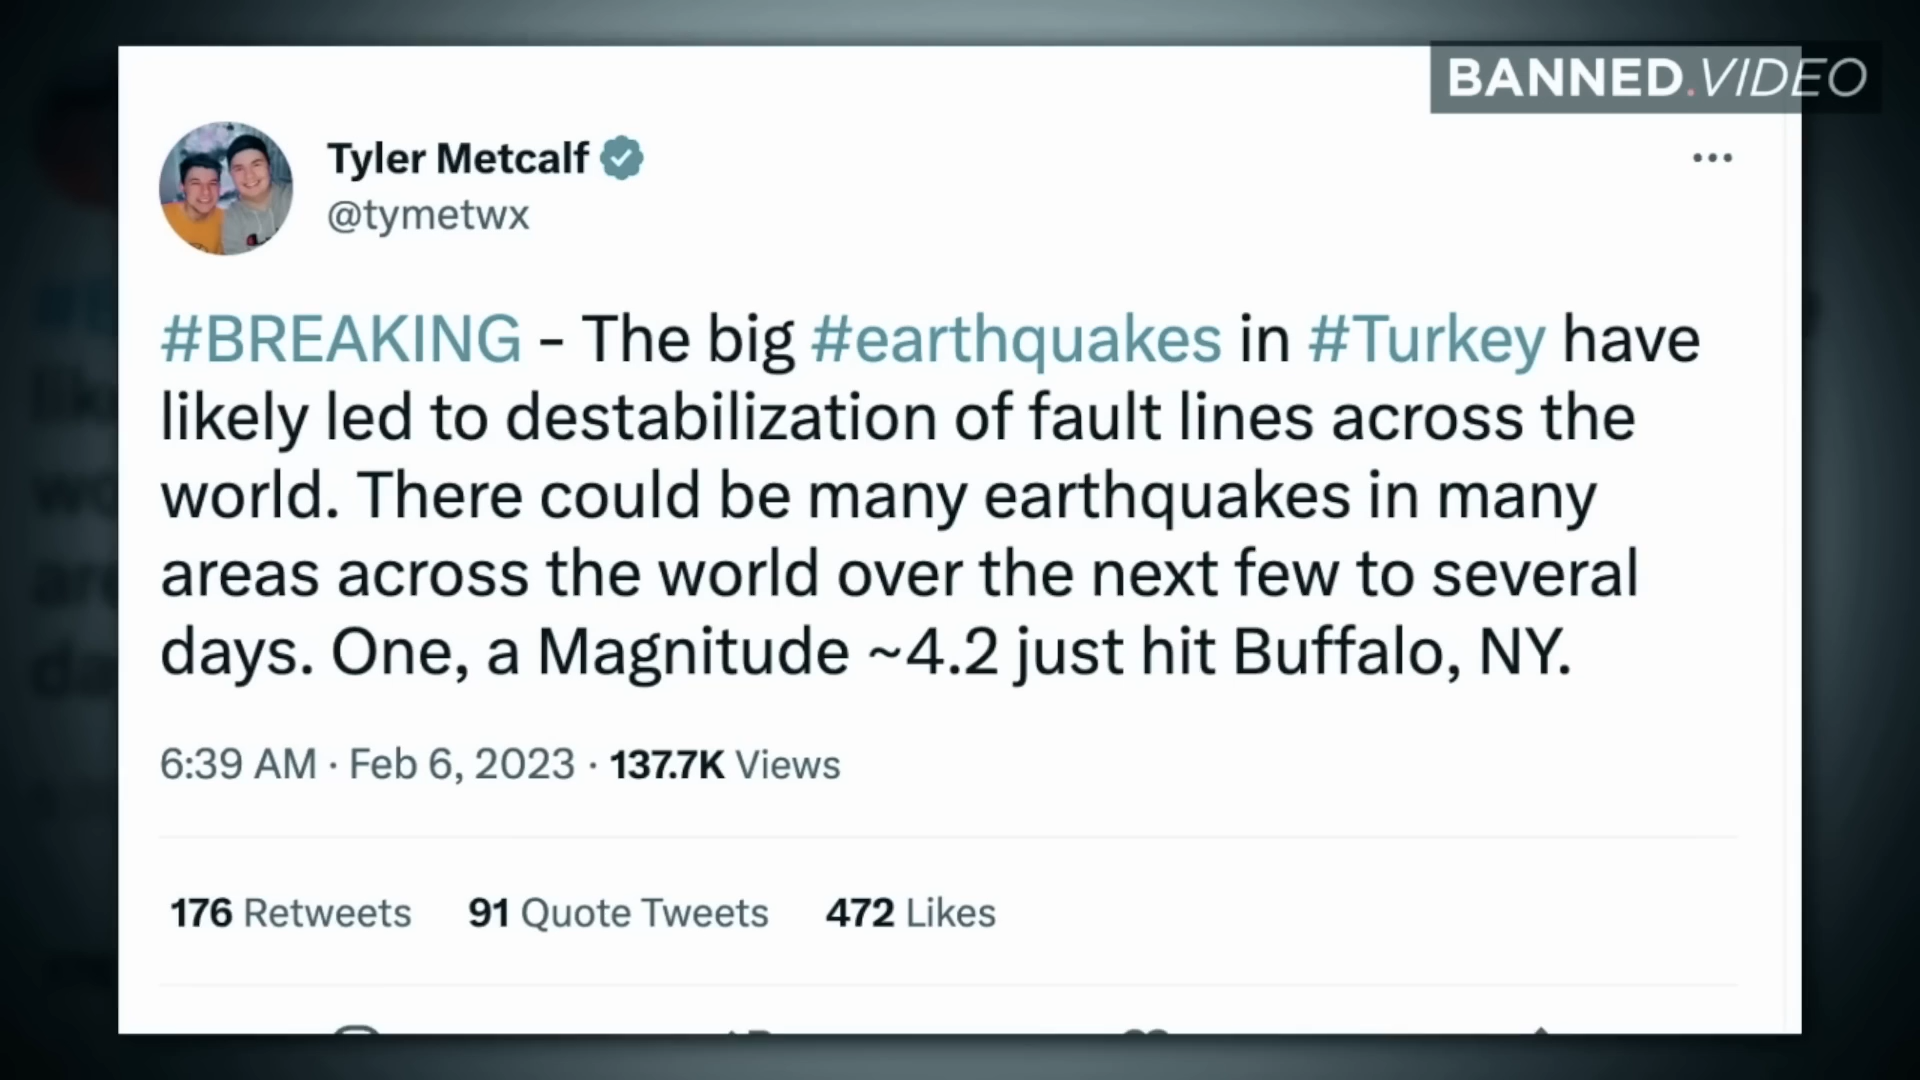 BANNED.VIDEO
Tyler Metcalf
@tymetwx
#BREAKING - The big #earthquakes in #Turkey have
likely led to destabilization of fault lines across the
world. There could be many earthquakes in many
areas across the world over the next few to several
days. One, a Magnitude ~4.2 just hit Buffalo, NY.
6:39 AM · Feb 6, 2023 · 137.7K Views
176 Retweets 91 Quote Tweets 472 Likes